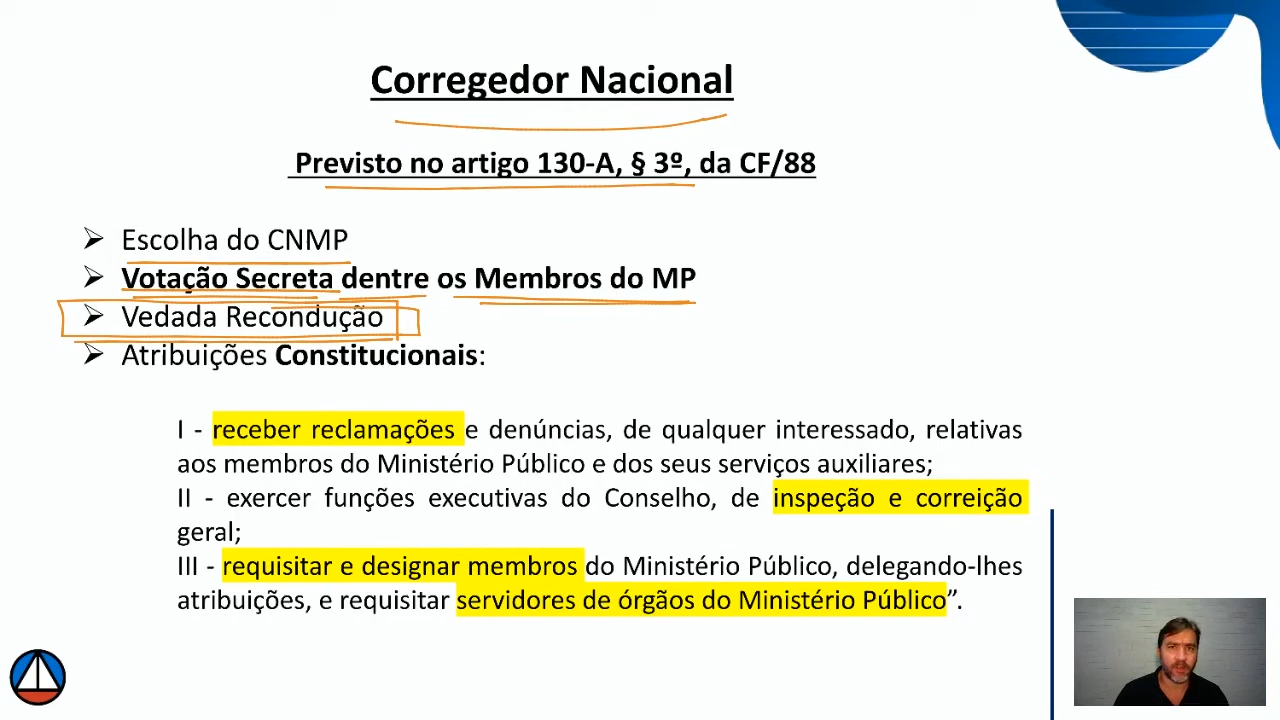 Corregedor Nacional
Previsto no artigo 130-A, § 3º, da CF/88
Escolha do CNMP
Votação Secreta dentre os Membros do MP
Vedada Recondução
Atribuições Constitucionais:
I - receber reclamações e denúncias, de qualquer interessado, relativas
aos membros do Ministério Público e dos seus serviços auxiliares;
II - exercer funções executivas do Conselho, de inspeção e correição
geral;
III - requisitar e designar membros do Ministério Público, delegando-lhes
atribuições, e requisitar servidores de órgãos do Ministério Público”.